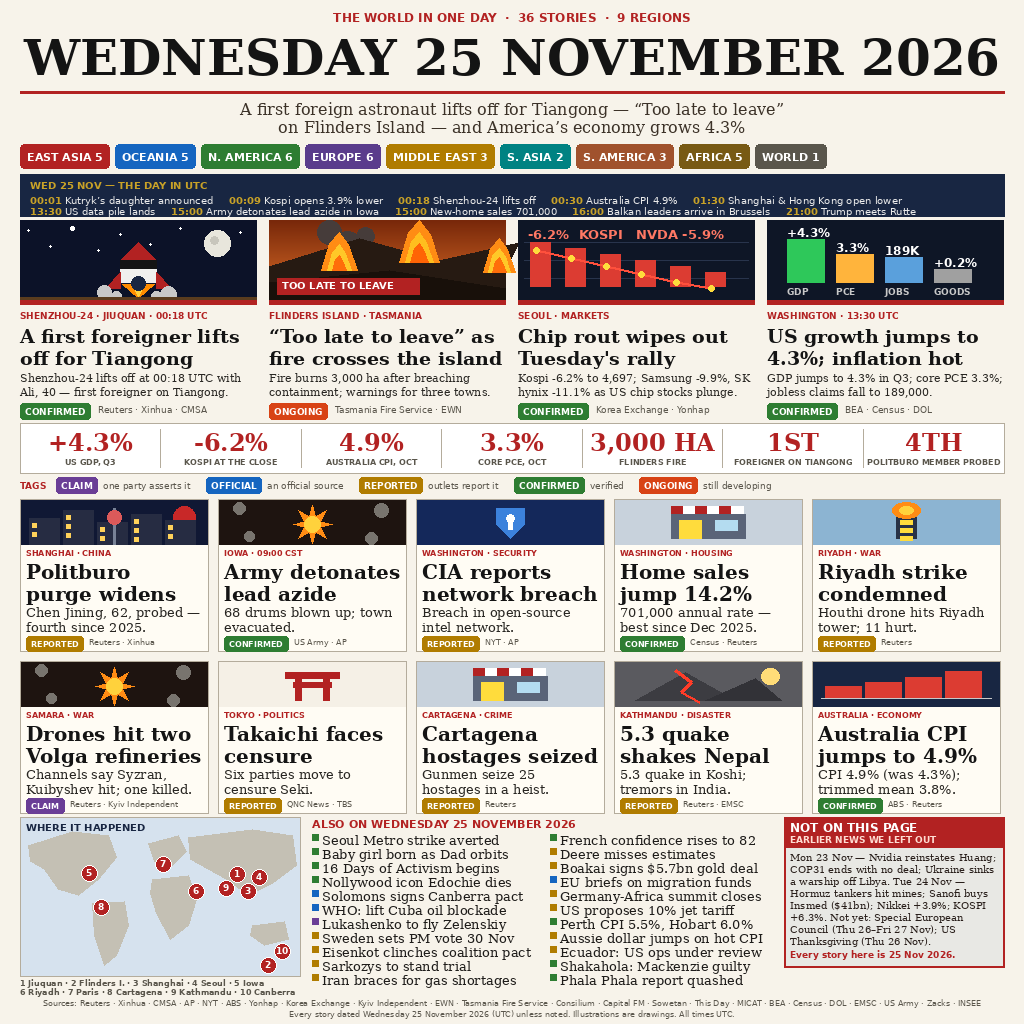 THE WORLD IN ONE DAY · 36 STORIES · 9 REGIONS
WEDNESDAY 25 NOVEMBER 2026
A first foreign astronaut lifts off for Tiangong — “Too late to leave”
on Flinders Island — and America’s economy grows 4.3%
EAST ASIA 5 OCEANIA 5 N. AMERICA 6 EUROPE 6 MIDDLE EAST 3 S. ASIA 2 S. AMERICA 3 AFRICA 5 WORLD 1
WED 25 NOV — THE DAY IN UTC
00:01 Kutryk’s daughter announced 00:09 Kospi opens 3.9% lower 00:18 Shenzhou-24 lifts off 00:30 Australia CPI 4.9% 01:30 Shanghai & Hong Kong open lower
13:30 US data pile lands 15:00 Army detonates lead azide in Iowa 15:00 New-home sales 701,000 16:00 Balkan leaders arrive in Brussels 21:00 Trump meets Rutte
SHENZHOU-24 · JIUQUAN · 00:18 UTC
A first foreigner lifts
off for Tiangong
Shenzhou-24 lifts off at 00:18 UTC with
Ali, 40 — first foreigner on Tiangong.
CONFIRMED Reuters · Xinhua · CMSA
TOO LATE TO LEAVE
FLINDERS ISLAND · TASMANIA
“Too late to leave” as
fire crosses the island
Fire burns 3,000 ha after breaching
containment; warnings for three towns.
ONGOING Tasmania Fire Service · EWN
-6.2% KOSPI NVDA -5.9%
SEOUL · MARKETS
Chip rout wipes out
Tuesday's rally
Kospi -6.2% to 4,697; Samsung -9.9%, SK
hynix -11.1% as US chip stocks plunge.
CONFIRMED Korea Exchange · Yonhap
+4.3% 3.3% 189K +0.2%
GDP PCE JOBS GOODS
WASHINGTON · 13:30 UTC
US growth jumps to
4.3%; inflation hot
GDP jumps to 4.3% in Q3; core PCE 3.3%;
jobless claims fall to 189,000.
CONFIRMED BEA · Census · DOL
+4.3% -6.2% 4.9% 3.3% 3,000 HA 1ST 4TH
US GDP, Q3 KOSPI AT THE CLOSE AUSTRALIA CPI, OCT CORE PCE, OCT FLINDERS FIRE FOREIGNER ON TIANGONG POLITBURO MEMBER PROBED
TAGS CLAIM one party asserts it OFFICIAL an official source REPORTED outlets report it CONFIRMED verified ONGOING still developing
SHANGHAI · CHINA
Politburo
purge widens
Chen Jining, 62, probed —
fourth since 2025.
REPORTED Reuters · Xinhua
IOWA · 09:00 CST
Army detonates
lead azide
68 drums blown up; town
evacuated.
CONFIRMED US Army · AP
WASHINGTON · SECURITY
CIA reports
network breach
Breach in open-source
intel network.
REPORTED NYT · AP
WASHINGTON · HOUSING
Home sales
jump 14.2%
701,000 annual rate —
best since Dec 2025.
CONFIRMED Census · Reuters
RIYADH · WAR
Riyadh strike
condemned
Houthi drone hits Riyadh
tower; 11 hurt.
REPORTED Reuters
SAMARA · WAR
Drones hit two
Volga refineries
Channels say Syzran,
Kuibyshev hit; one killed.
CLAIM Reuters · Kyiv Independent
TOKYO · POLITICS
Takaichi faces
censure
Six parties move to
censure Seki.
REPORTED QNC News · TBS
CARTAGENA · CRIME
Cartagena
hostages seized
Gunmen seize 25
hostages in a heist.
REPORTED Reuters
KATHMANDU · DISASTER
5.3 quake
shakes Nepal
5.3 quake in Koshi;
tremors in India.
REPORTED Reuters · EMSC
AUSTRALIA · ECONOMY
Australia CPI
jumps to 4.9%
CPI 4.9% (was 4.3%);
trimmed mean 3.8%.
CONFIRMED ABS · Reuters
WHERE IT HAPPENED
5 7 1 4 6 9 3 8 10 2
1 Jiuquan · 2 Flinders I. · 3 Shanghai · 4 Seoul · 5 Iowa
6 Riyadh · 7 Paris · 8 Cartagena · 9 Kathmandu · 10 Canberra
ALSO ON WEDNESDAY 25 NOVEMBER 2026
Seoul Metro strike averted
Baby girl born as Dad orbits
16 Days of Activism begins
Nollywood icon Edochie dies
Solomons signs Canberra pact
WHO: lift Cuba oil blockade
Lukashenko to fly Zelenskiy
Sweden sets PM vote 30 Nov
Eisenkot clinches coalition pact
Sarkozys to stand trial
Iran braces for gas shortages
French confidence rises to 82
Deere misses estimates
Boakai signs $5.7bn gold deal
EU briefs on migration funds
Germany-Africa summit closes
US proposes 10% jet tariff
Perth CPI 5.5%, Hobart 6.0%
Aussie dollar jumps on hot CPI
Ecuador: US ops under review
Shakahola: Mackenzie guilty
Phala Phala report quashed
NOT ON THIS PAGE
EARLIER NEWS WE LEFT OUT
Mon 23 Nov — Nvidia reinstates Huang;
COP31 ends with no deal; Ukraine sinks
a warship off Libya. Tue 24 Nov —
Hormuz tankers hit mines; Sanofi buys
Insmed ($41bn); Nikkei +3.9%; KOSPI
+6.3%. Not yet: Special European
Council (Thu 26–Fri 27 Nov); US
Thanksgiving (Thu 26 Nov).
Every story here is 25 Nov 2026.
Sources: Reuters · Xinhua · CMSA · AP · NYT · ABS · Yonhap · Korea Exchange · Kyiv Independent · EWN · Tasmania Fire Service · Consilium · Capital FM · Sowetan · This Day · MICAT · BEA · Census · DOL · EMSC · US Army · Zacks · INSEE
Every story dated Wednesday 25 November 2026 (UTC) unless noted. Illustrations are drawings. All times UTC.